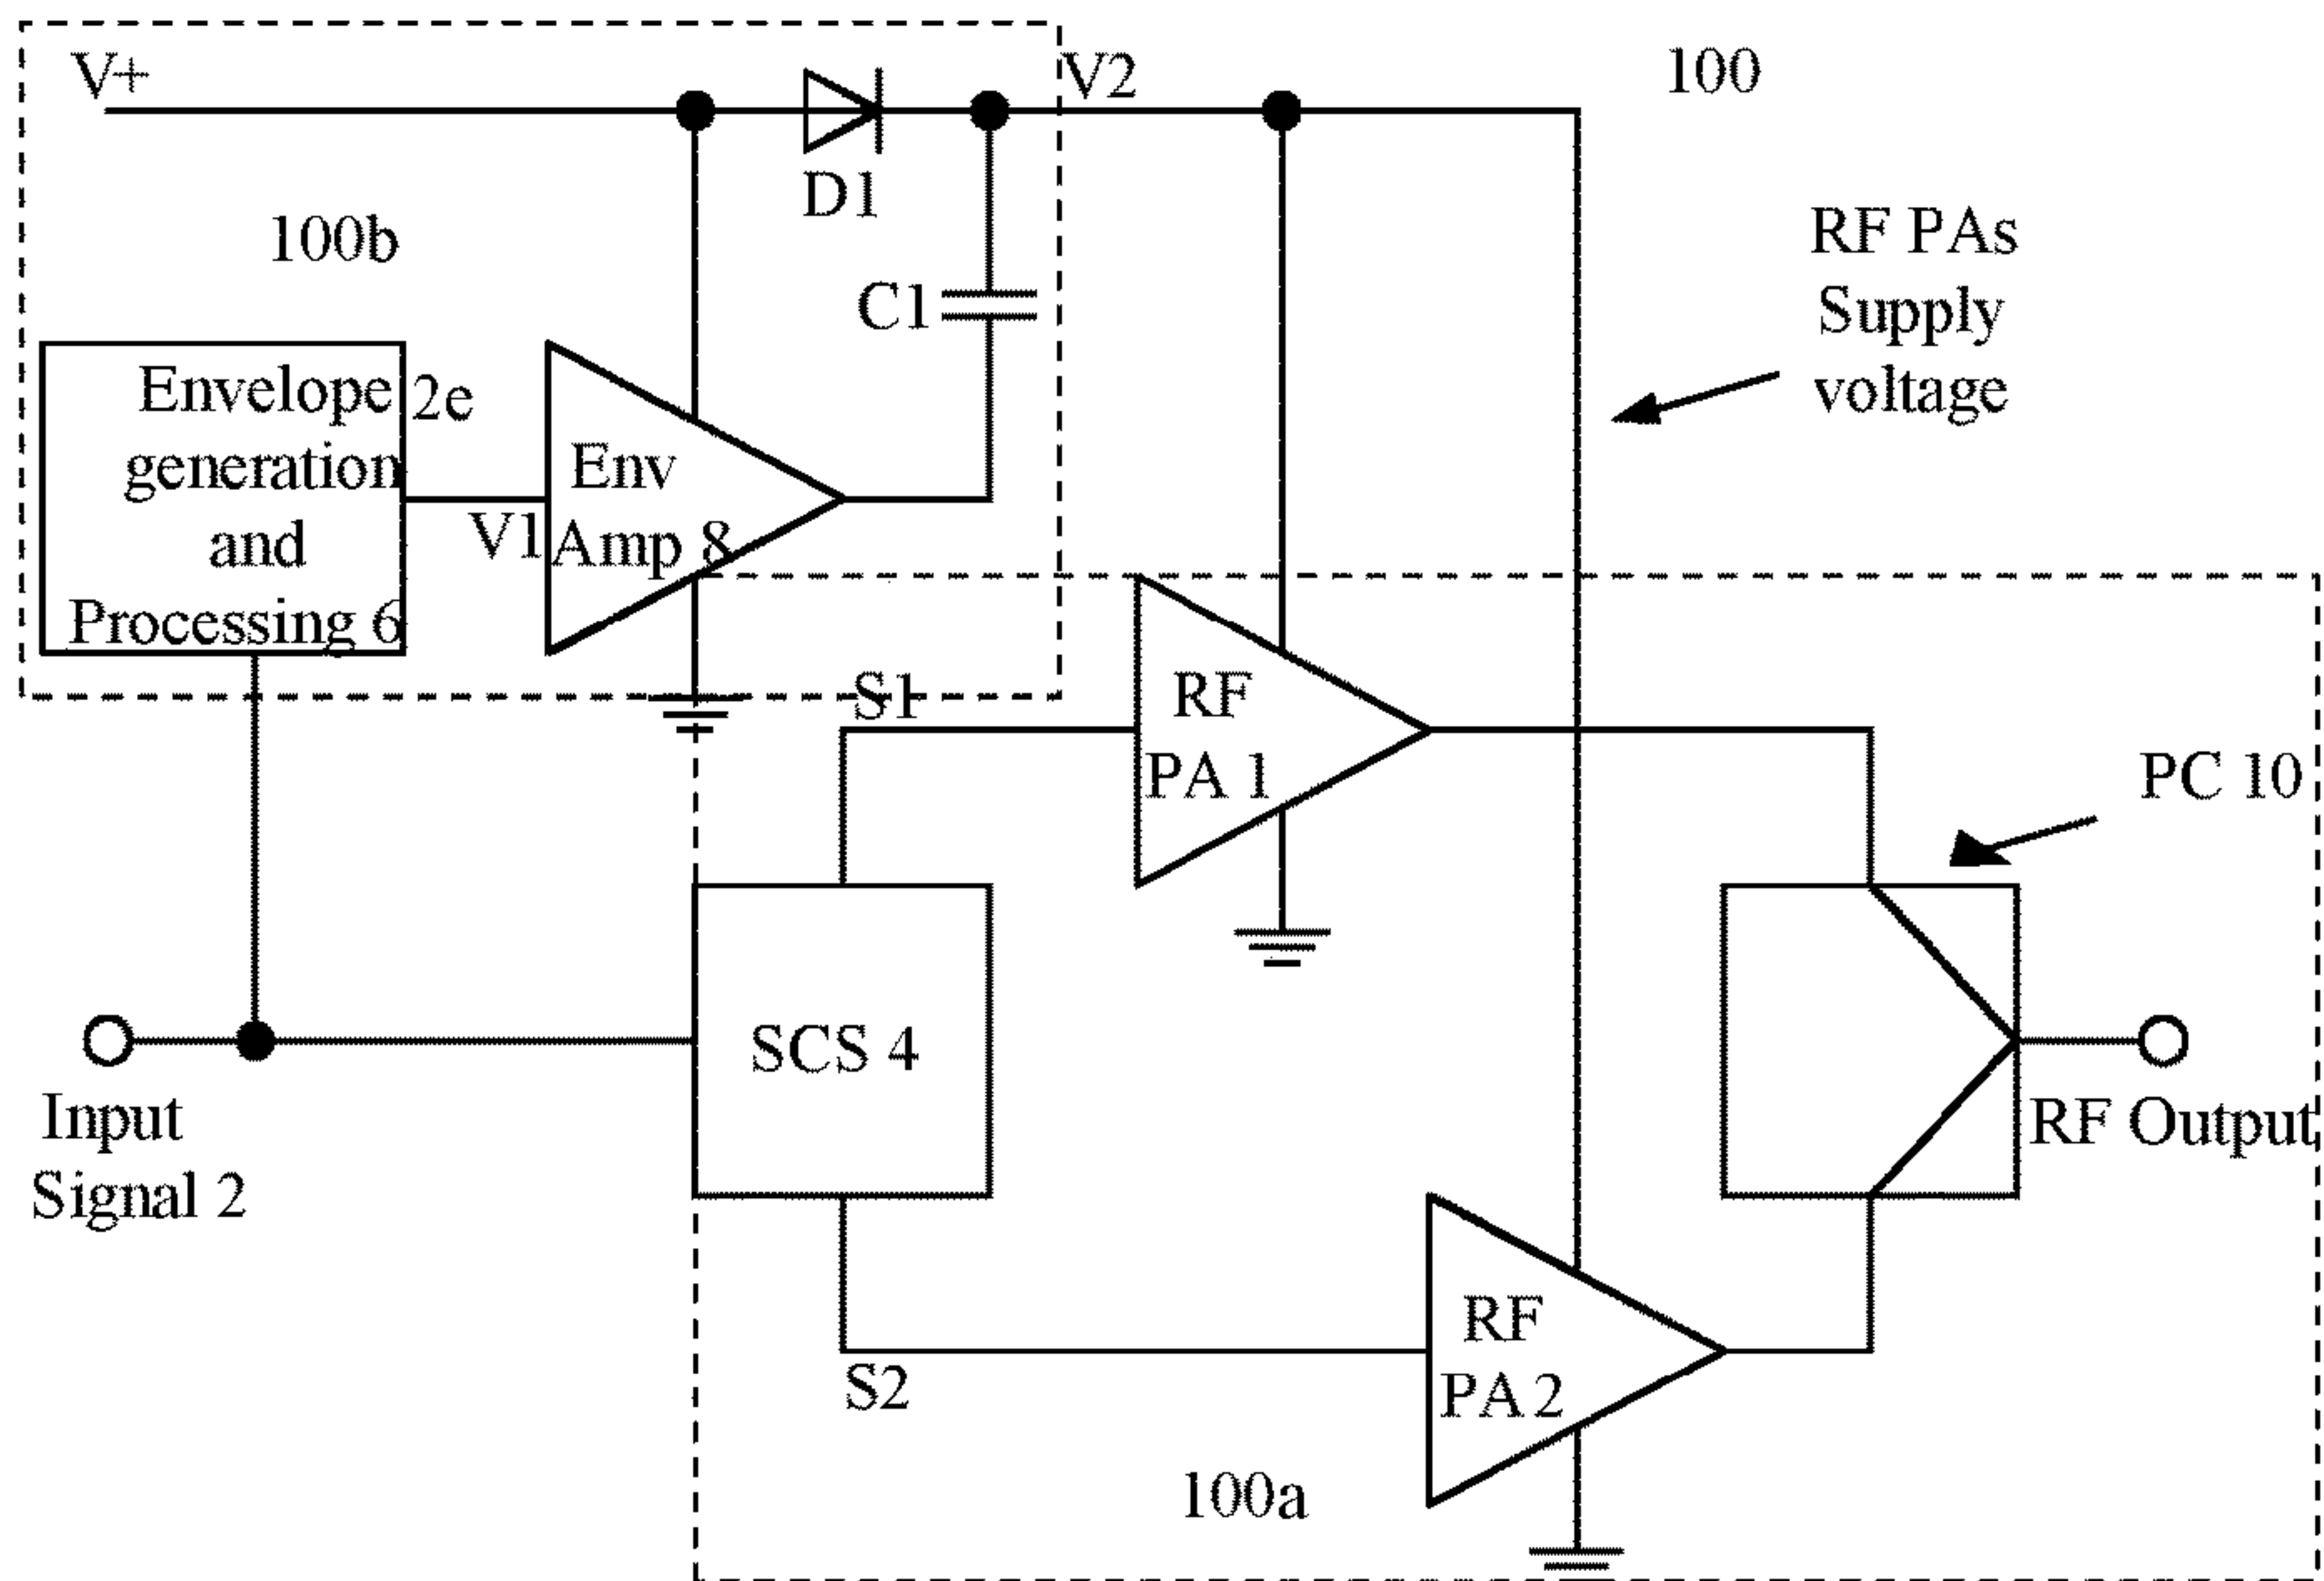 V+
V2
100
D1
100b
RF PAs
Supply
voltage
C1
Envelope
generation
and
Processing 6
2e
V1
Env
Amp 8
S1
RF
PA 1
PC 10
SCS 4
Input
Signal 2
RF Output
S2
RF
PA 2
100a